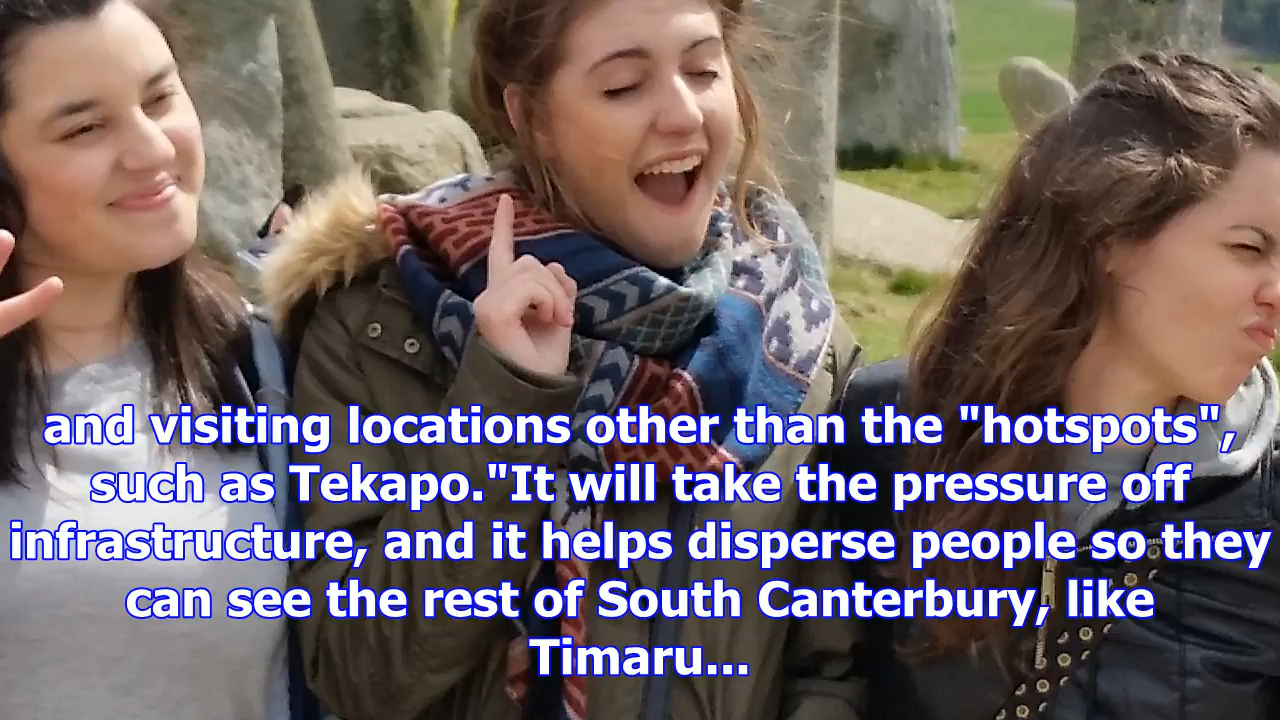 and visiting locations other than the "hotspots",
such as Tekapo."It will take the pressure off
infrastructure, and it helps disperse people so they
can see the rest of South Canterbury, like
Timaru...